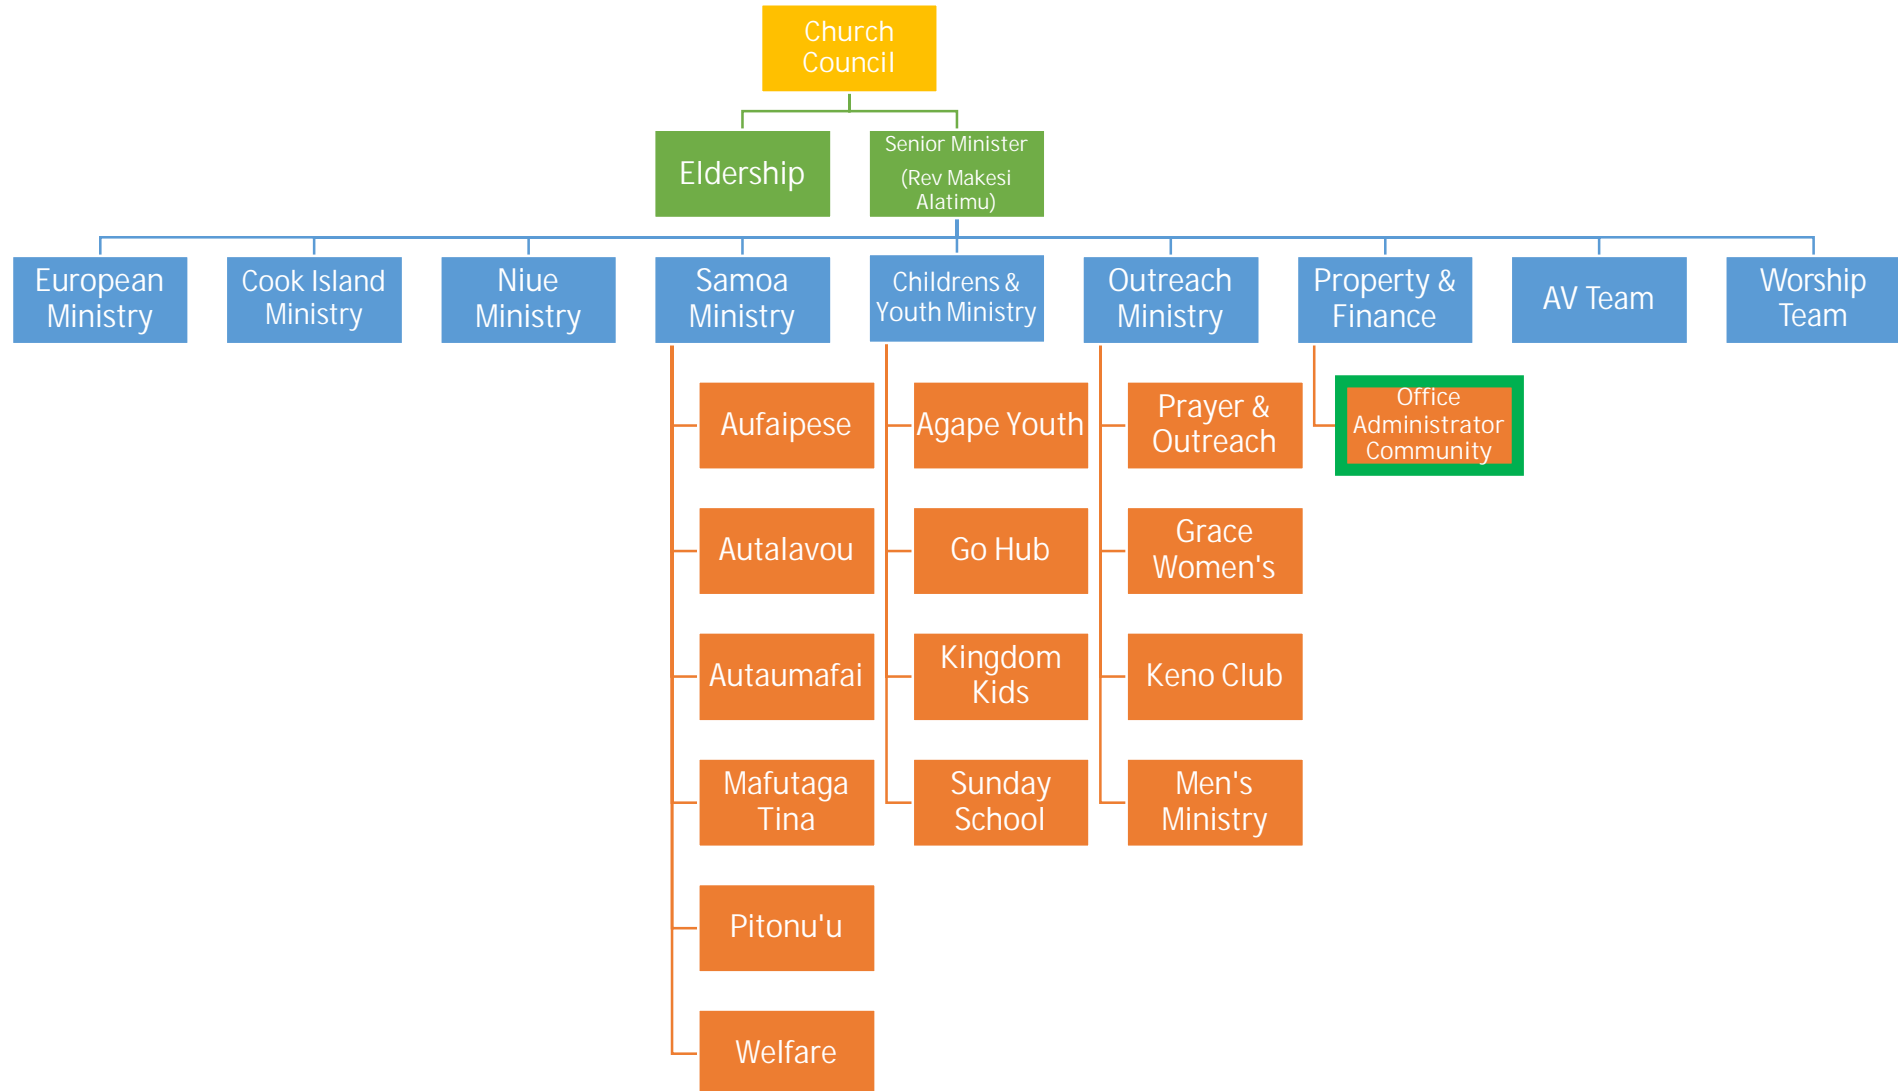 Church
Council
Eldership
Senior Minister
(Rev Makesi
Alatimu)
European
Ministry
Cook Island
Ministry
Niue
Ministry
Samoa
Ministry
Childrens &
Youth Ministry
Outreach
Ministry
Property &
Finance
AV Team
Worship
Team
Aufaipese
Agape Youth
Prayer &
Outreach
Office
Administrator
Community
Autalavou
Go Hub
Grace
Women's
Autaumafai
Kingdom
Kids
Keno Club
Mafutaga
Tina
Sunday
School
Men's
Ministry
Pitonu'u
Welfare